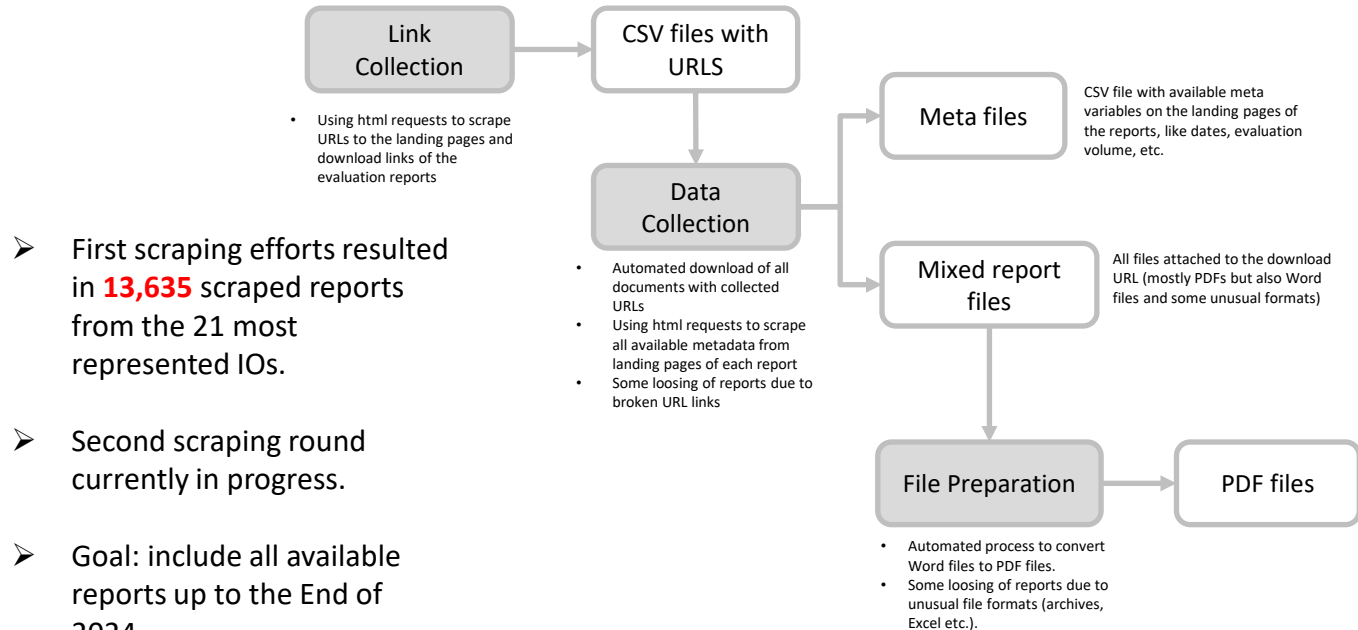 Link
Collection
CSV files with
URLS
• Using html requests to scrape
URLs to the landing pages and
download links of the
evaluation reports
Meta files
CSV file with available meta
variables on the landing pages of
the reports, like dates, evaluation
volume, etc.
Data
Collection
• Automated download of all
documents with collected
URLs
• Using html requests to scrape
all available metadata from
landing pages of each report
• Some loosing of reports due to
broken URL links
Mixed report
files
All files attached to the download
URL (mostly PDFs but also Word
files and some unusual formats)
➢ First scraping efforts resulted
in 13,635 scraped reports
from the 21 most
represented IOs.
➢ Second scraping round
currently in progress.
➢ Goal: include all available
reports up to the End of
File Preparation
PDF files
• Automated process to convert
Word files to PDF files.
• Some loosing of reports due to
unusual file formats (archives,
Excel etc.).